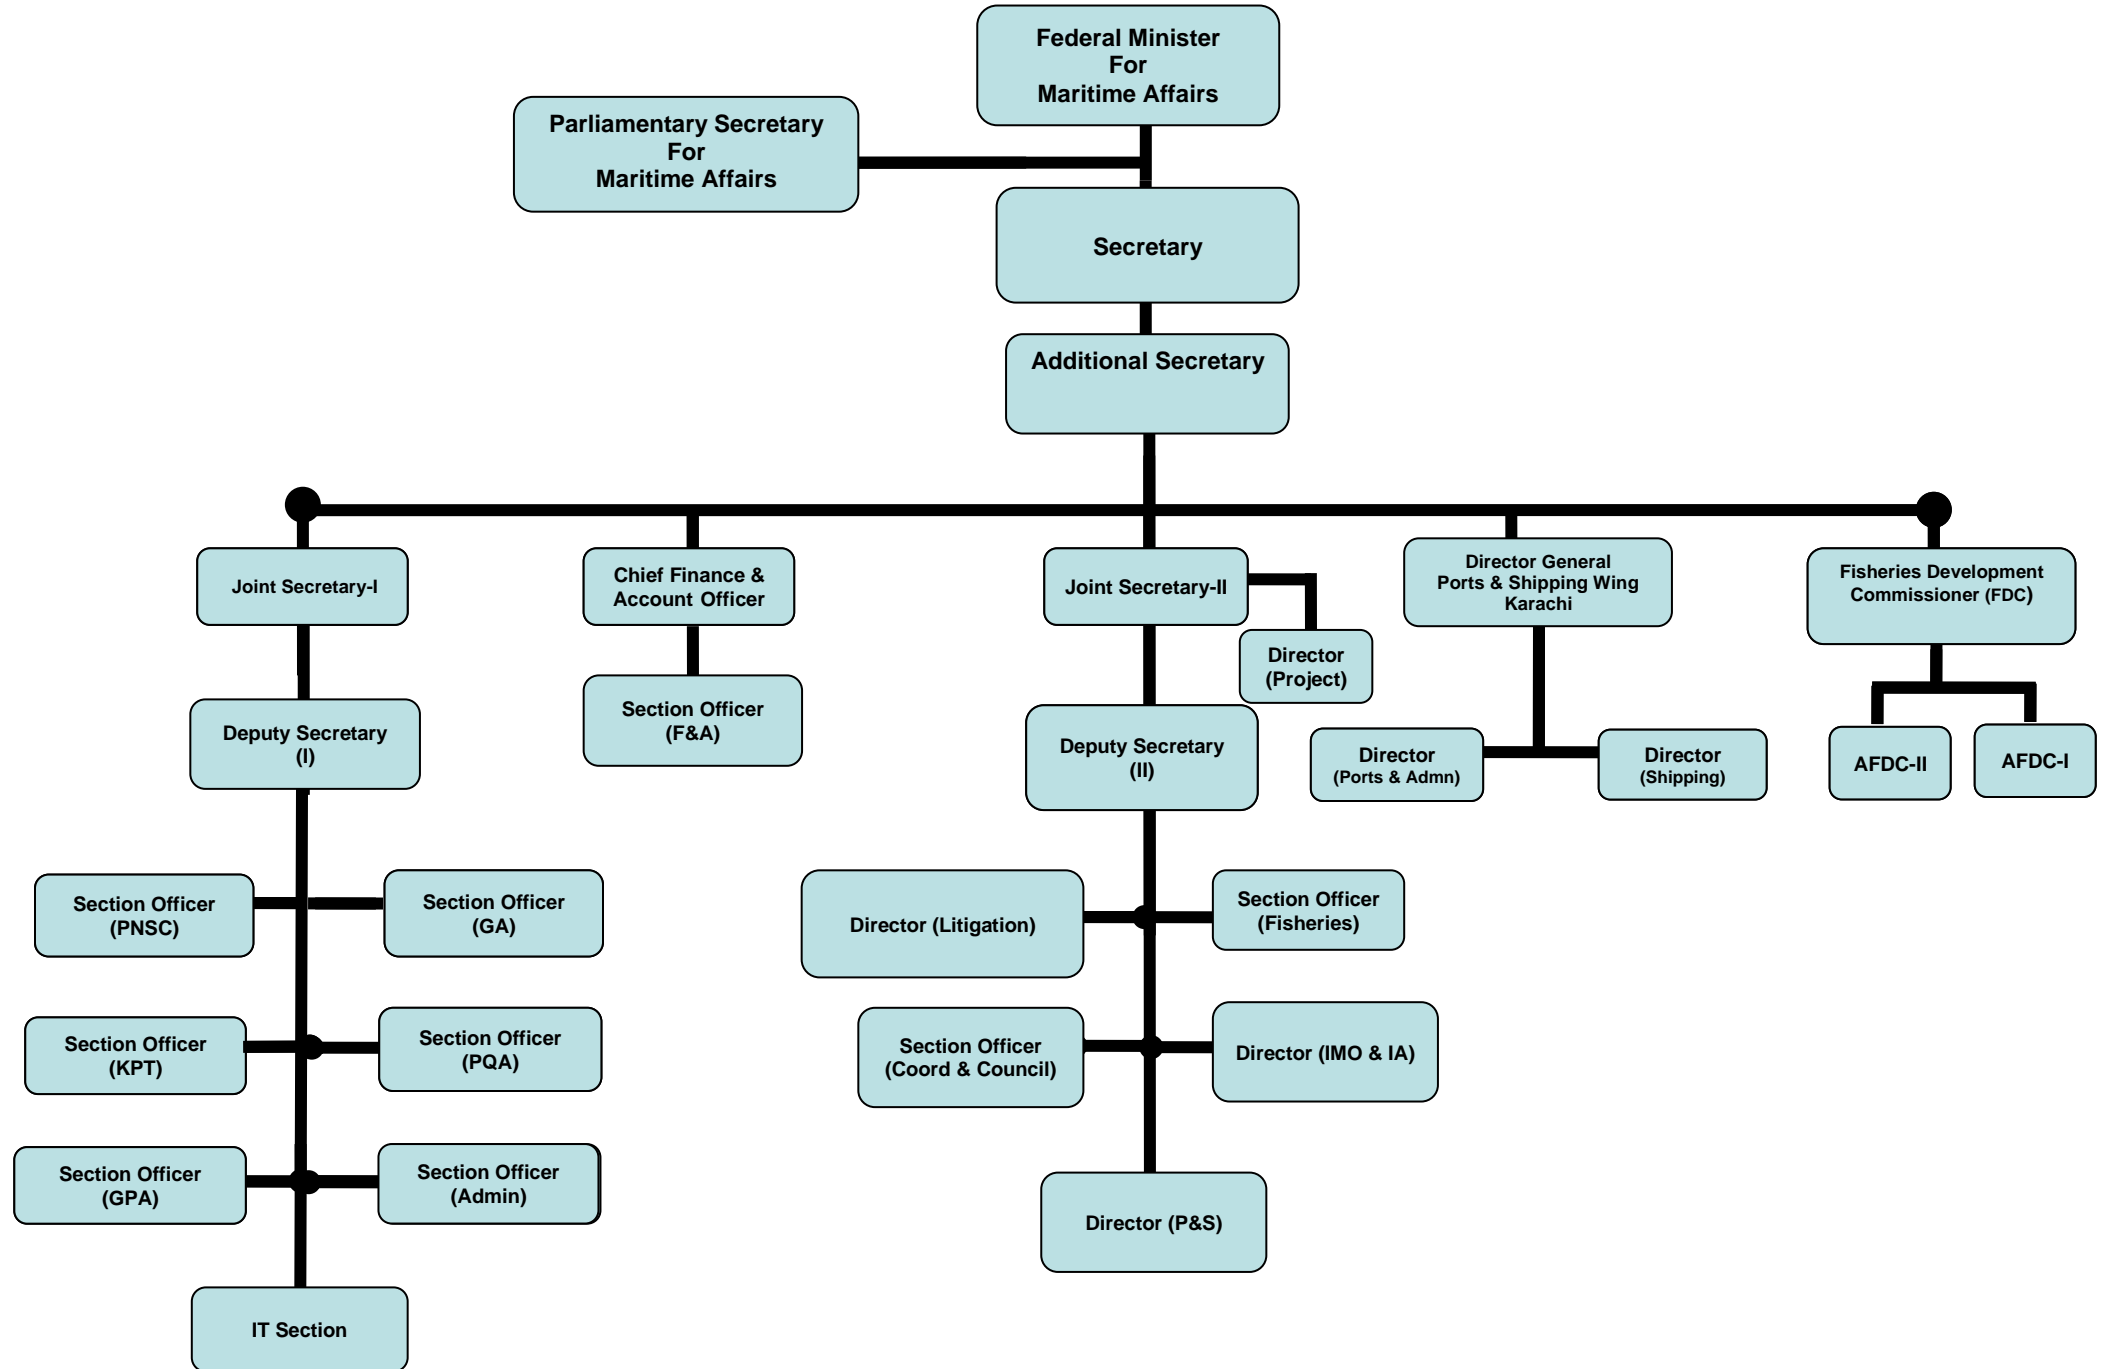 Federal Minister
For
Maritime Affairs
Parliamentary Secretary
For
Maritime Affairs
Secretary
Additional Secretary
Joint Secretary-I
Chief Finance &
Account Officer
Joint Secretary-II
Director General
Ports & Shipping Wing
Karachi
Fisheries Development
Commissioner (FDC)
Director
(Project)
Deputy Secretary
(I)
Section Officer
(F&A)
Deputy Secretary
(II)
Director
(Ports & Admn)
Director
(Shipping)
AFDC-II
AFDC-I
Section Officer
(PNSC)
Section Officer
(GA)
Director (Litigation)
Section Officer
(Fisheries)
Section Officer
(KPT)
Section Officer
(PQA)
Section Officer
(Coord & Council)
Director (IMO & IA)
Section Officer
(GPA)
Section Officer
(Admin)
Director (P&S)
IT Section